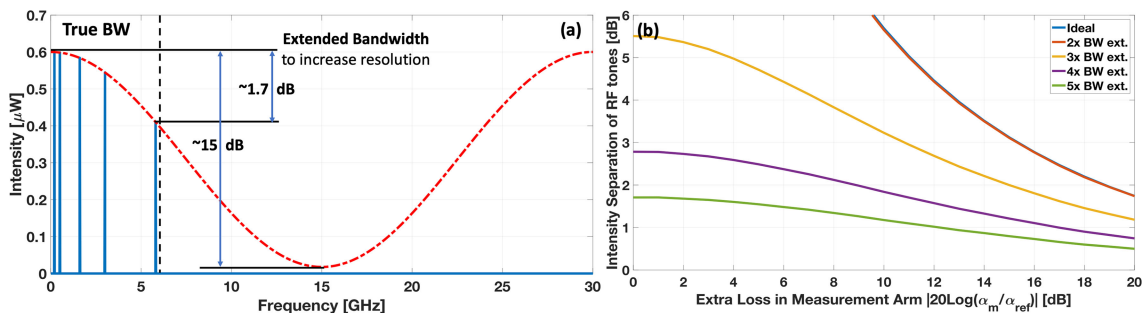 True BW
(a)
Extended Bandwidth
to increase resolution
~1.7 dB
~15 dB
Intensity [μW]
0.7
0.6
0.5
0.4
0.3
0.2
0.1
0
0 5 10 15 20 25 30
Frequency [GHz]
(b)
Ideal
2x BW ext.
3x BW ext.
4x BW ext.
5x BW ext.
Intensity Separation of RF tones [dB]
6
5
4
3
2
1
0
0 2 4 6 8 10 12 14 16 18 20
Extra Loss in Measurement Arm |20Log(α_m/α_ref)| [dB]